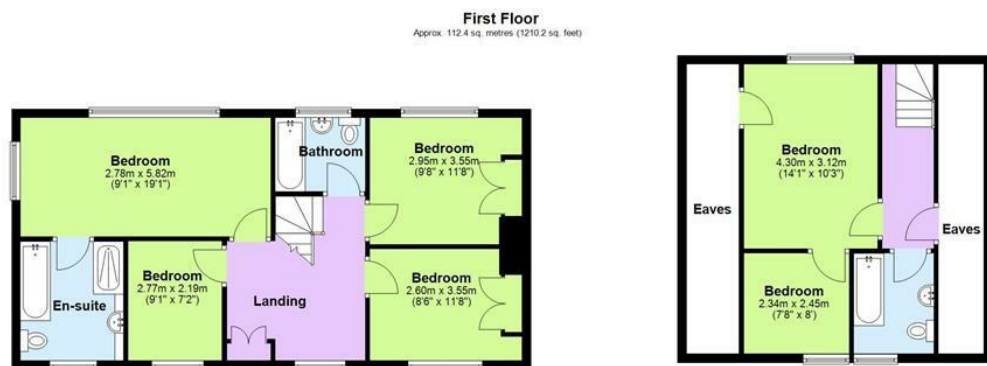 First Floor
Approx. 112.4 sq. metres (1210.2 sq. feet)
Bedroom
2.78m x 5.82m
(9'1" x 19'1")
Bathroom
Bedroom
2.95m x 3.55m
(9'8" x 11'8")
En-suite
Bedroom
2.77m x 2.19m
(9'1" x 7'2")
Landing
Bedroom
2.60m x 3.55m
(8'6" x 11'8")
Eaves
Bedroom
4.30m x 3.12m
(14'1" x 10'3")
Eaves
Bedroom
2.34m x 2.45m
(7'8" x 8')